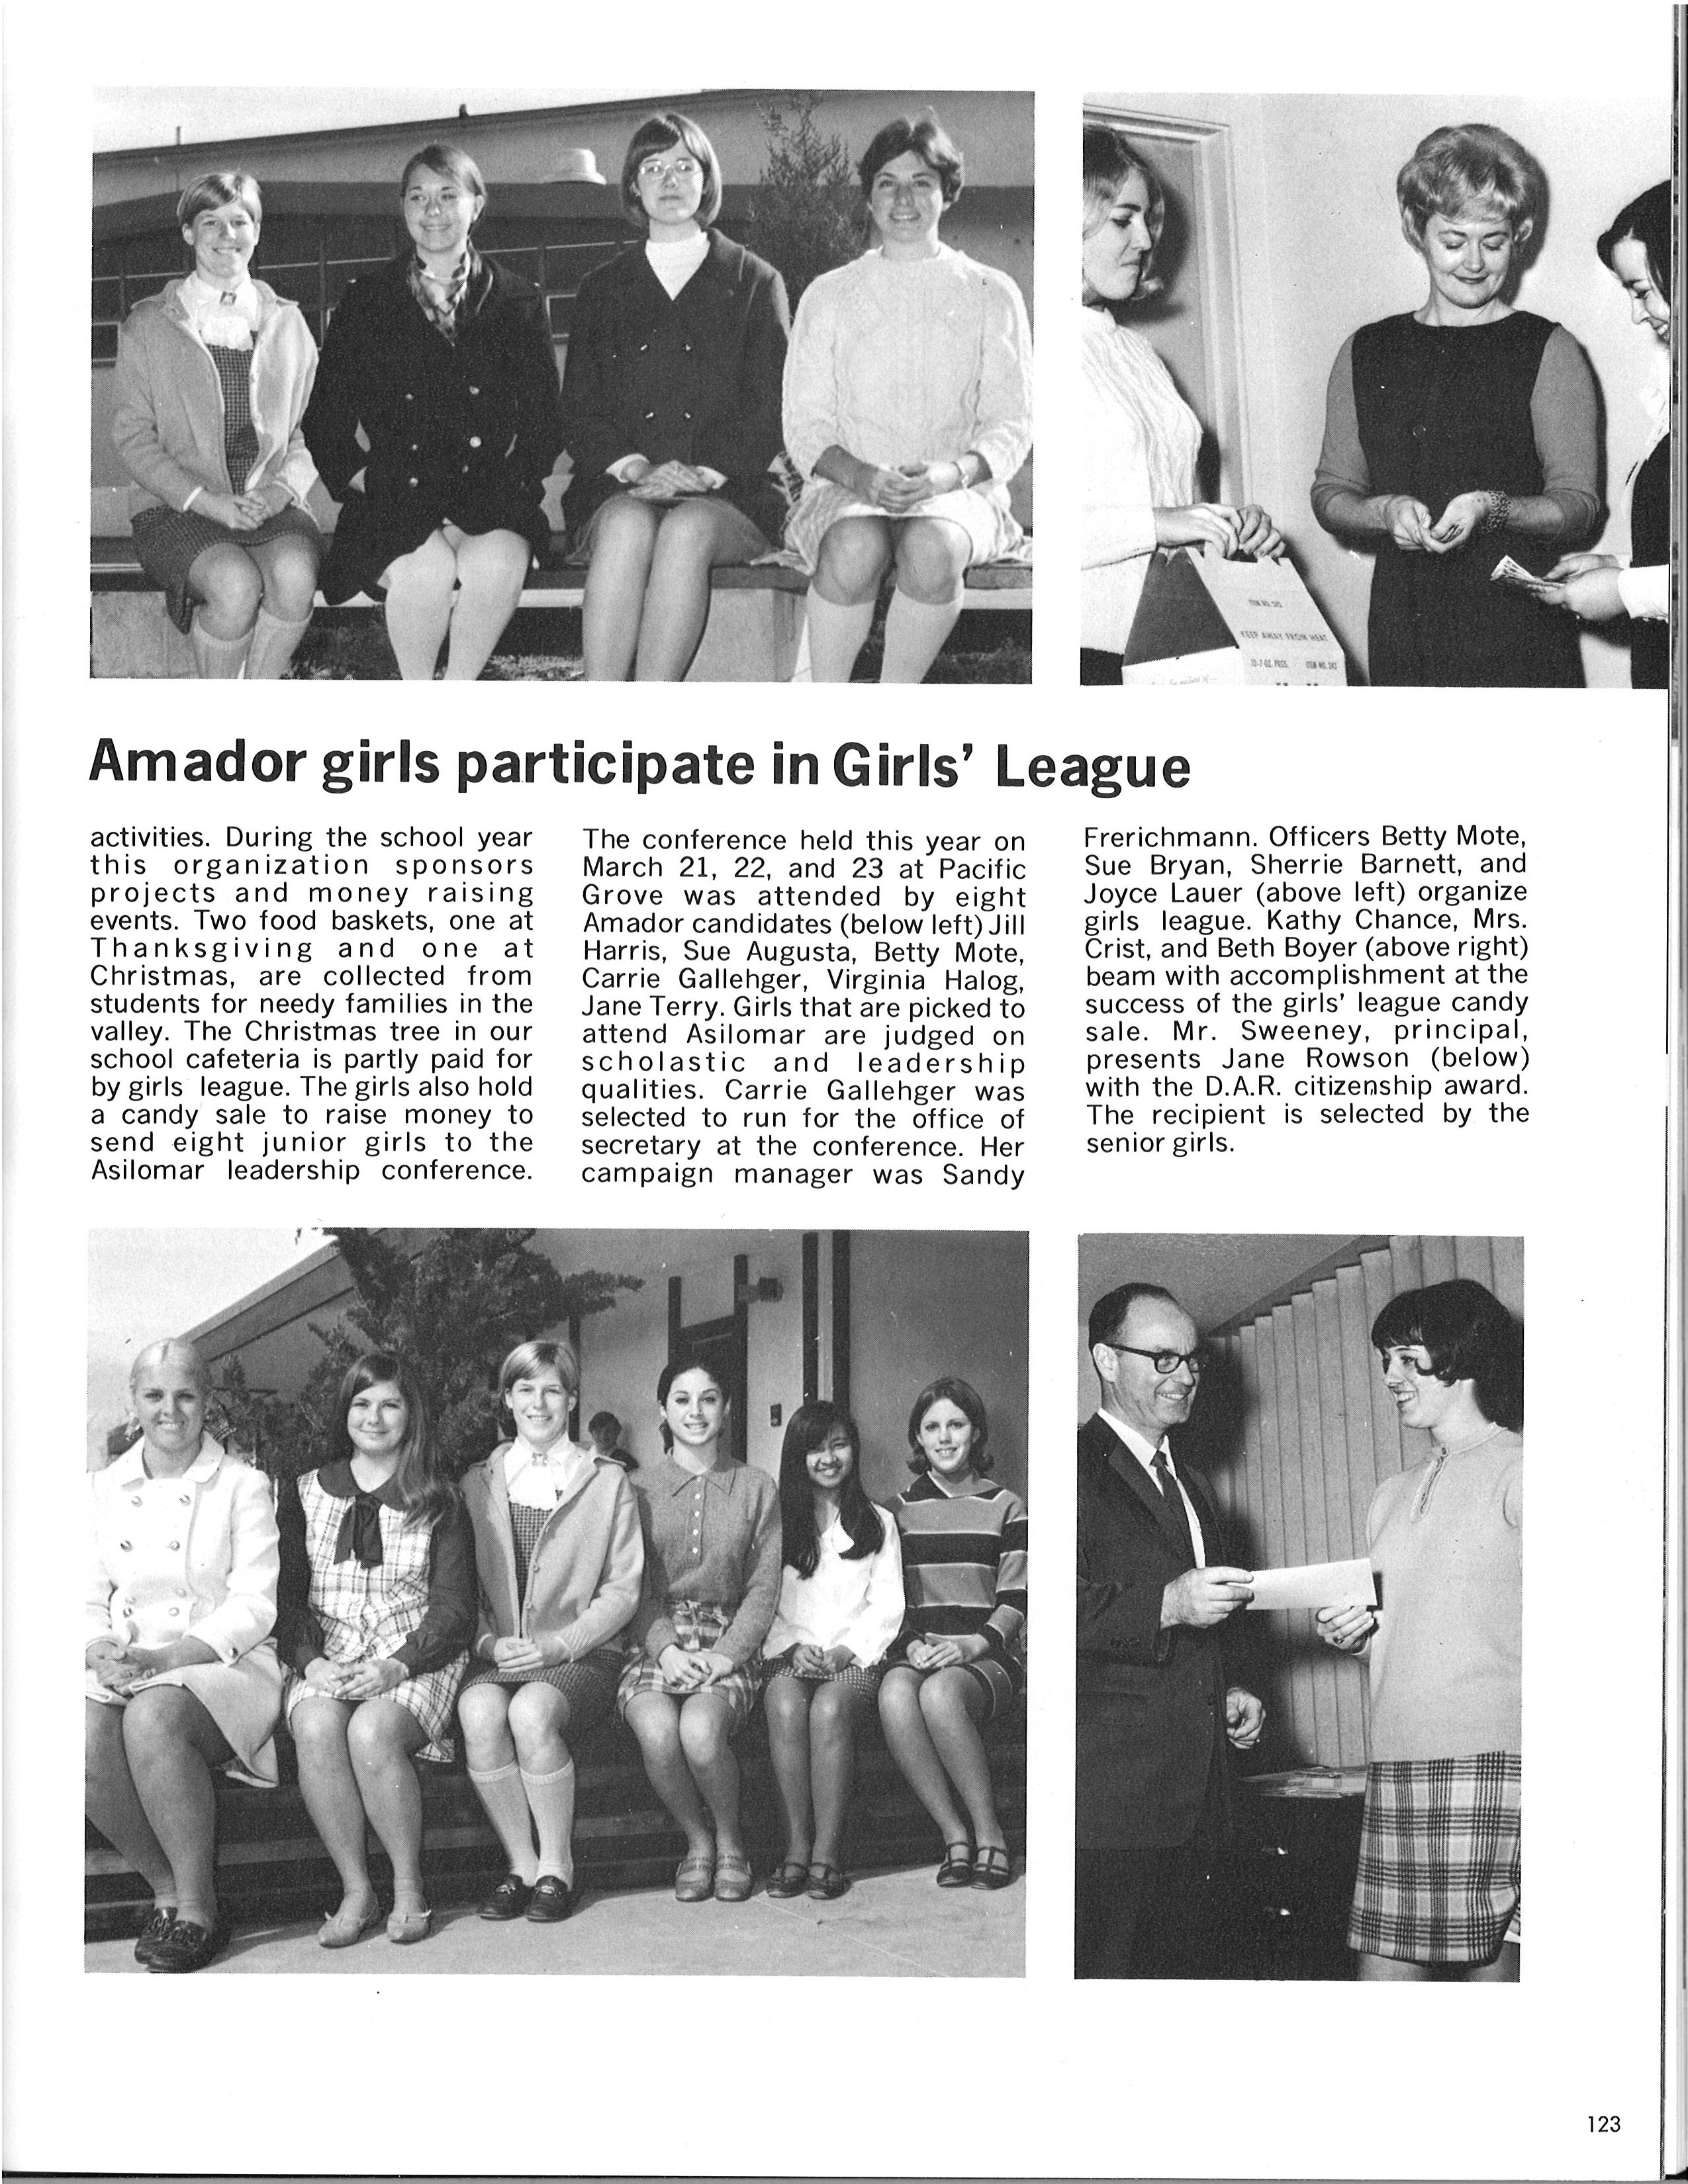 ITEM NO. 382
KEEP AWAY FROM HEAT
ITEM NO. 382
Amador girls participate in Girls' League
activities. During the school year
this organization sponsors
projects and money raising
events. Two food baskets, one at
Thanksgiving and one at
Christmas, are collected from
students for needy families in the
valley. The Christmas tree in our
school cafeteria is partly paid for
by girls league. The girls also hold
a candy sale to raise money to
send eight junior girls to the
Asilomar leadership conference.
The conference held this year on
March 21, 22, and 23 at Pacific
Grove was attended by eight
Amador candidates (below left) Jill
Harris, Sue Augusta, Betty Mote,
Carrie Gallehger, Virginia Halog,
Jane Terry. Girls that are picked to
attend Asilomar are judged on
scholastic and leadership
qualities. Carrie Gallehger was
selected to run for the office of
secretary at the conference. Her
campaign manager was Sandy
Frerichmann. Officers Betty Mote,
Sue Bryan, Sherrie Barnett, and
Joyce Lauer (above left) organize
girls league. Kathy Chance, Mrs.
Crist, and Beth Boyer (above right)
beam with accomplishment at the
success of the girls' league candy
sale. Mr. Sweeney, principal,
presents Jane Rowson (below)
with the D.A.R. citizenship award.
The recipient is selected by the
senior girls.
123